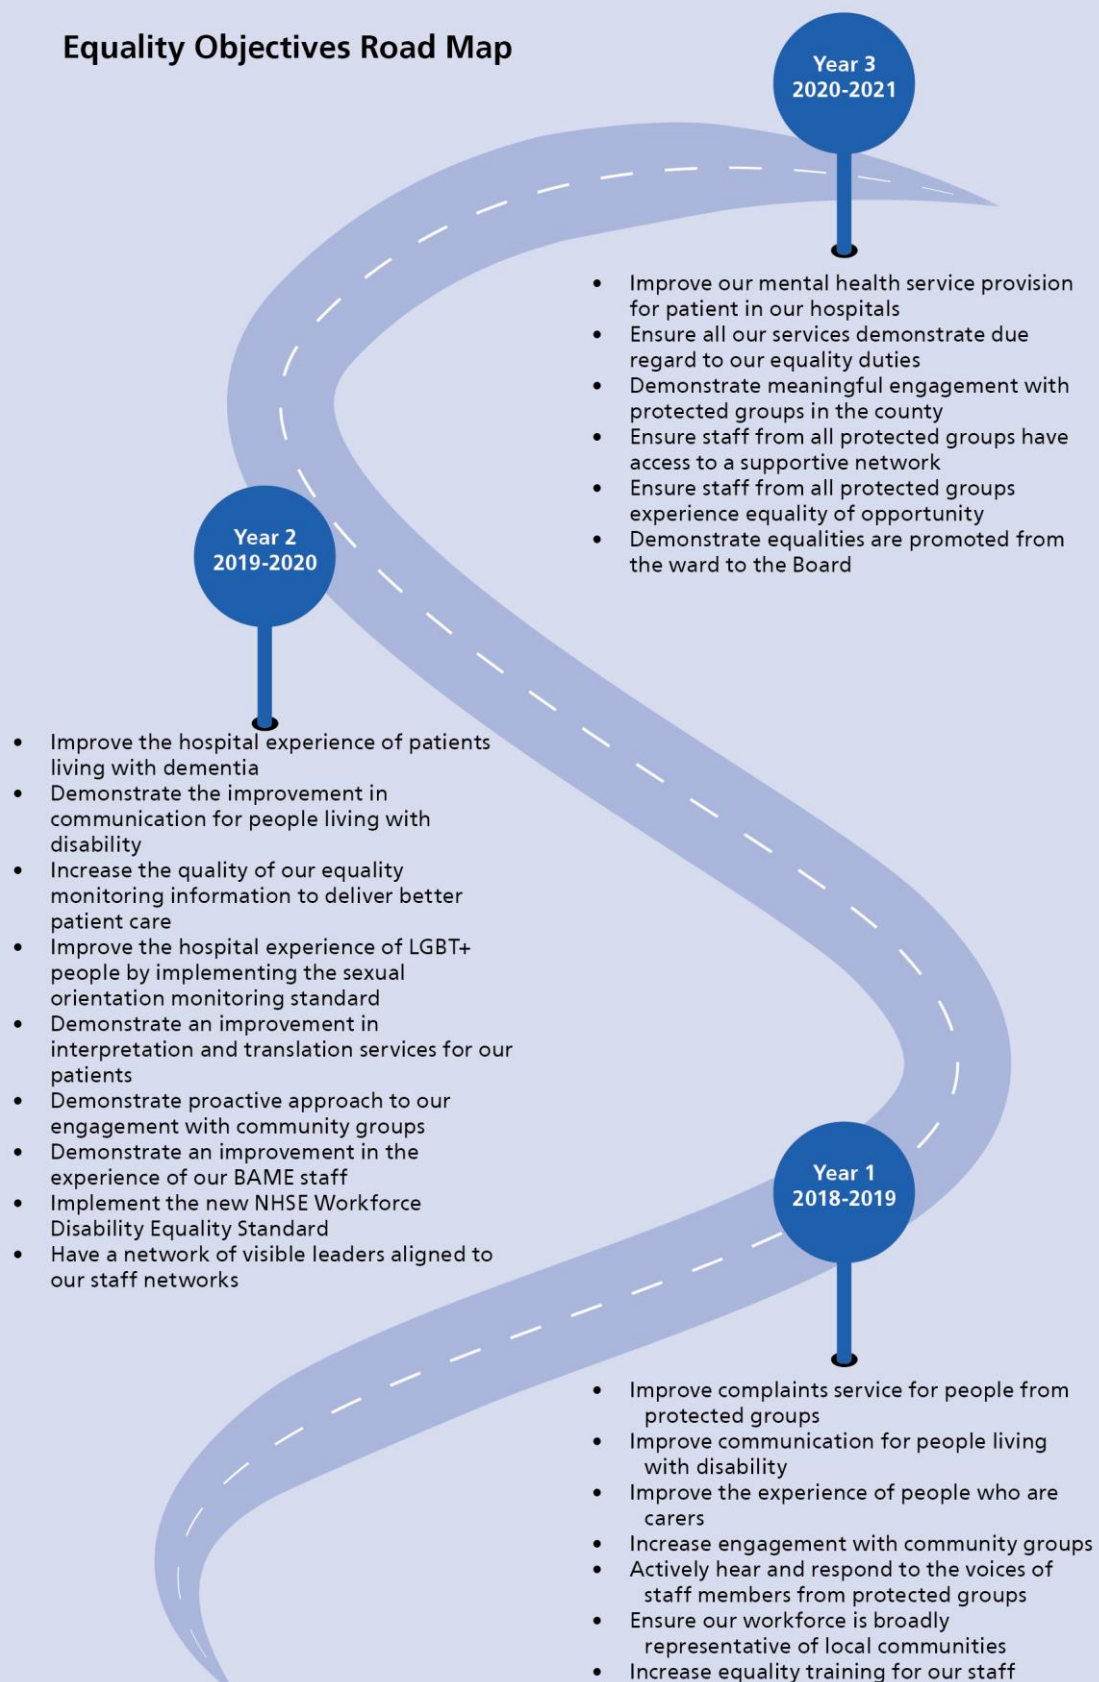 Equality Objectives Road Map
Year 3
2020-2021
• Improve our mental health service provision
for patient in our hospitals
• Ensure all our services demonstrate due
regard to our equality duties
• Demonstrate meaningful engagement with
protected groups in the county
• Ensure staff from all protected groups have
access to a supportive network
• Ensure staff from all protected groups
experience equality of opportunity
• Demonstrate equalities are promoted from
the ward to the Board
Year 2
2019-2020
• Improve the hospital experience of patients
living with dementia
• Demonstrate the improvement in
communication for people living with
disability
• Increase the quality of our equality
monitoring information to deliver better
patient care
• Improve the hospital experience of LGBT+
people by implementing the sexual
orientation monitoring standard
• Demonstrate an improvement in
interpretation and translation services for our
patients
• Demonstrate proactive approach to our
engagement with community groups
• Demonstrate an improvement in the
experience of our BAME staff
• Implement the new NHSE Workforce
Disability Equality Standard
• Have a network of visible leaders aligned to
our staff networks
Year 1
2018-2019
• Improve complaints service for people from
protected groups
• Improve communication for people living
with disability
• Improve the experience of people who are
carers
• Increase engagement with community groups
• Actively hear and respond to the voices of
staff members from protected groups
• Ensure our workforce is broadly
representative of local communities
• Increase equality training for our staff